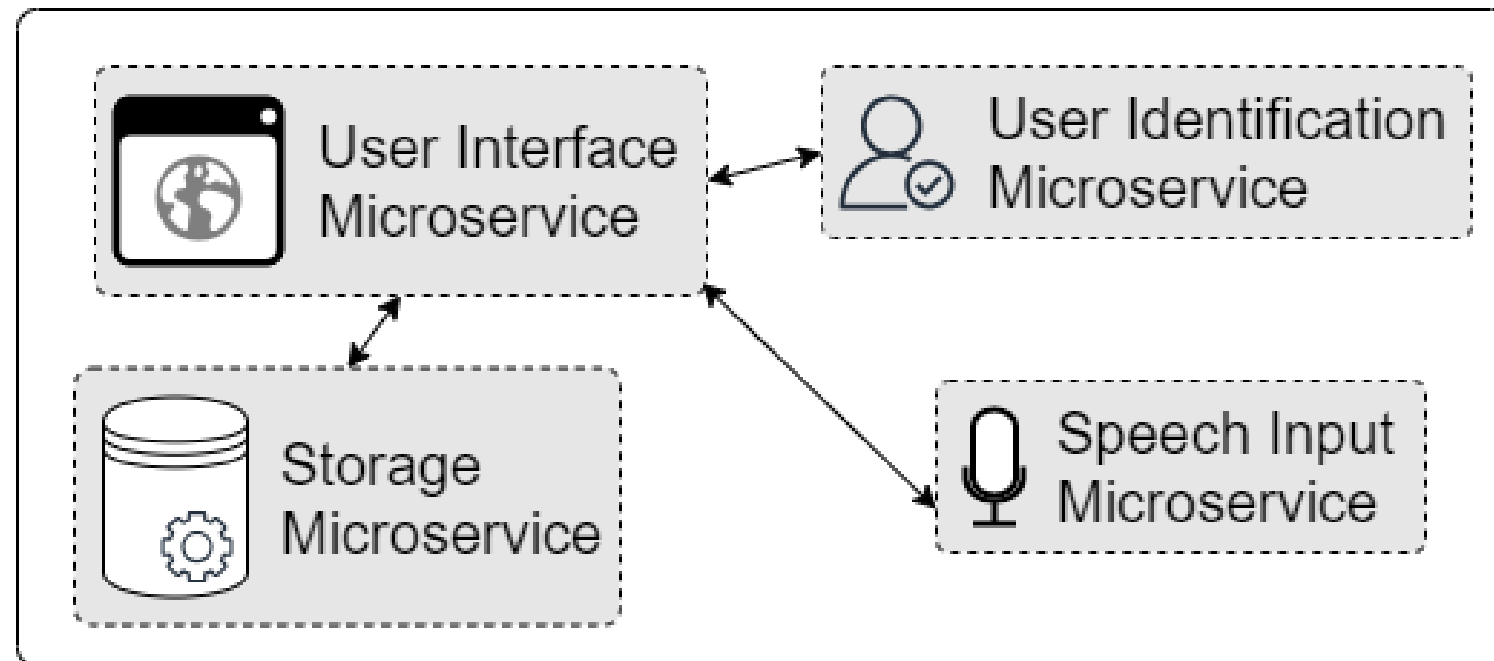 User Interface
Microservice
User Identification
Microservice
Storage
Microservice
Speech Input
Microservice